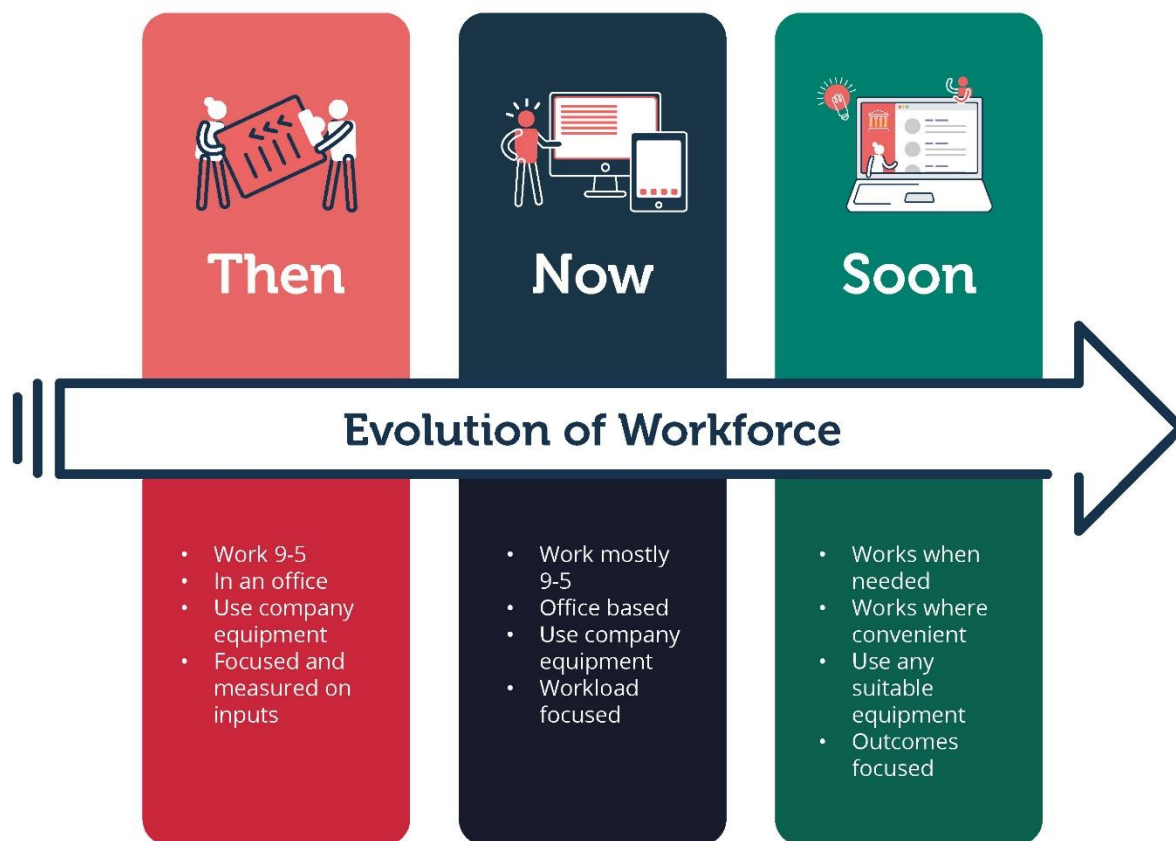 Then
Now
Soon
Evolution of Workforce
• Work 9-5
• In an office
• Use company
equipment
• Focused and
measured on
inputs
• Work mostly
9-5
• Office based
• Use company
equipment
• Workload
focused
• Works when
needed
• Works where
convenient
• Use any
suitable
equipment
• Outcomes
focused